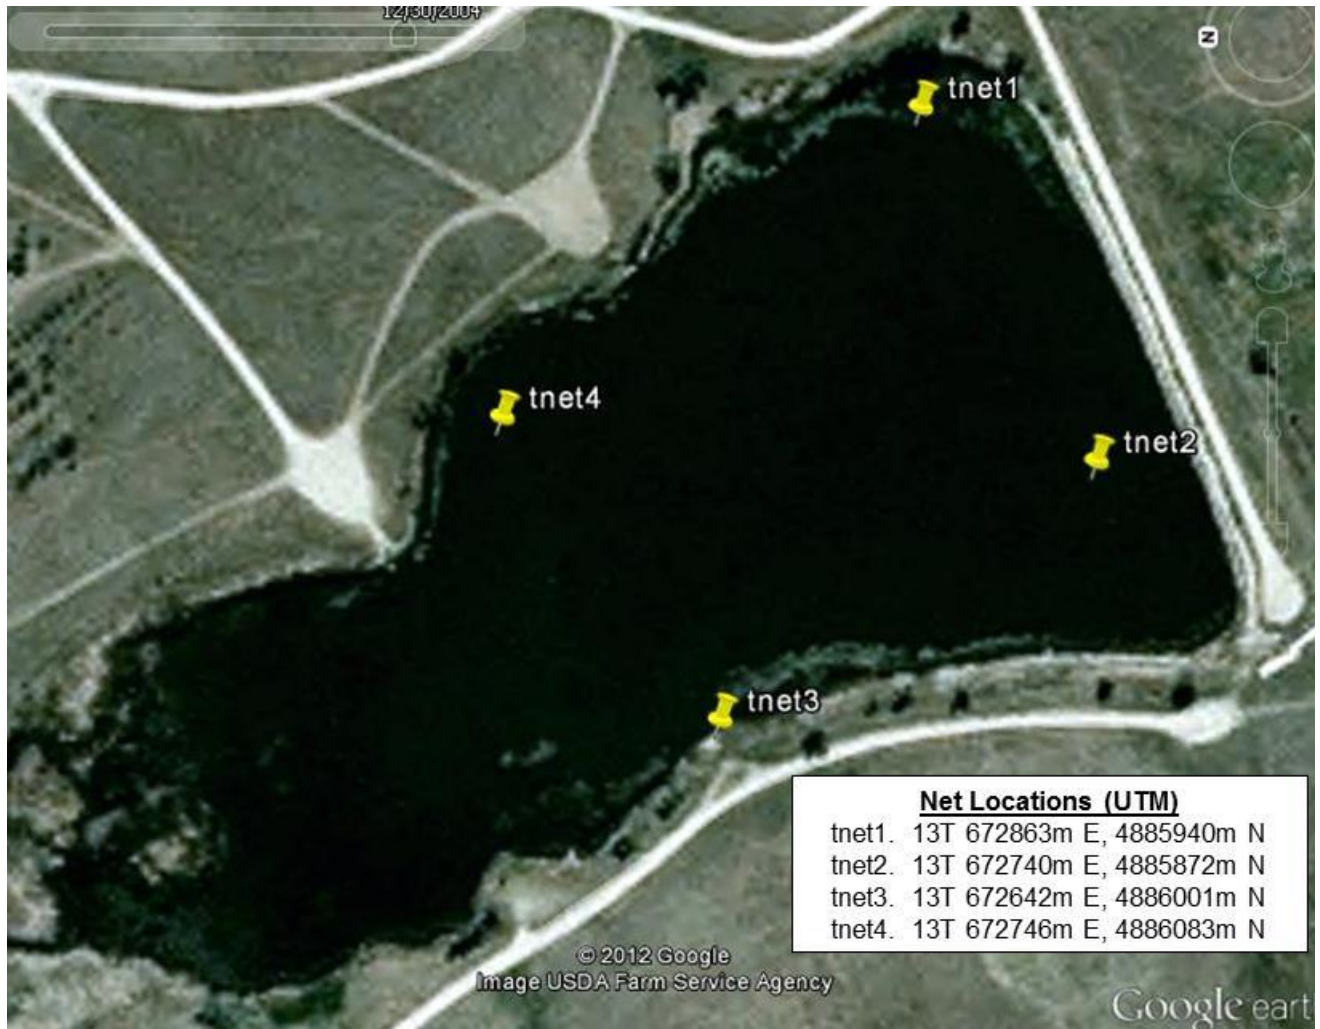 12/30/2004
N
tnet1
tnet4
tnet2
tnet3
Net Locations (UTM)
tnet1. 13T 672863m E, 4885940m N
tnet2. 13T 672740m E, 4885872m N
tnet3. 13T 672642m E, 4886001m N
tnet4. 13T 672746m E, 4886083m N
© 2012 Google
Image USDA Farm Service Agency
Google eart